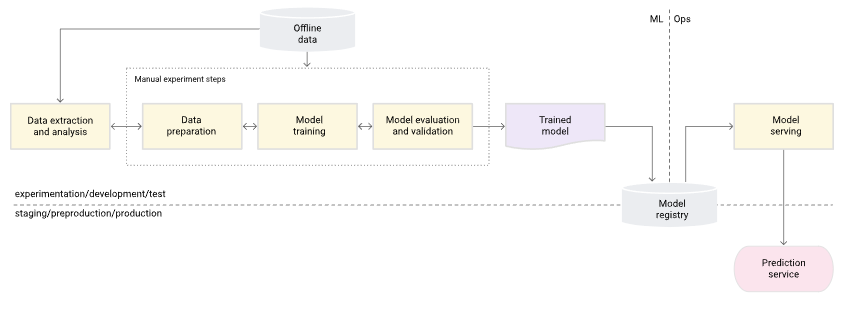 Offline
data
ML
Ops
Manual experiment steps
Data extraction
and analysis
Data
preparation
Model
training
Model evaluation
and validation
Trained
model
Model
serving
experimentation/development/test
staging/preproduction/production
Model
registry
Prediction
service